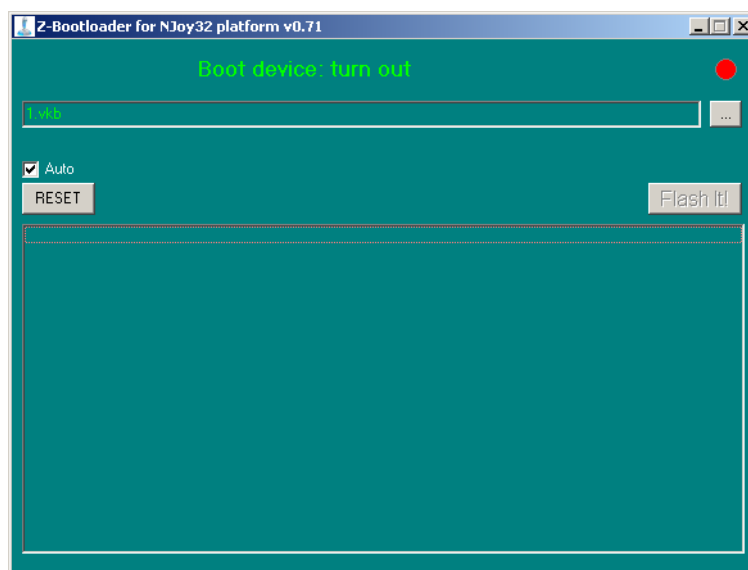 Z-Bootloader for NJoy32 platform v0.71
Boot device: turn out
1.vkb
...
Auto
RESET
Flash It!